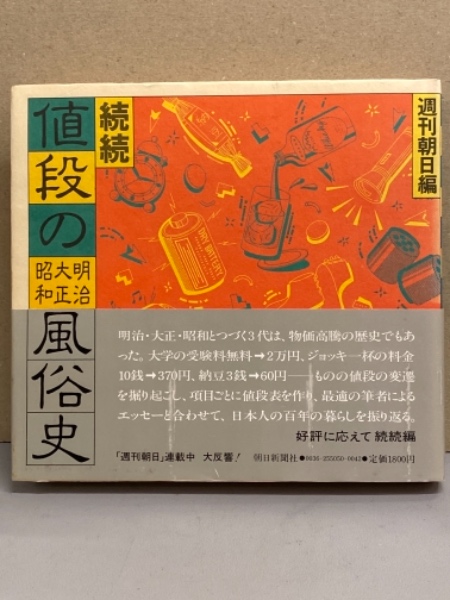 続続
値段の
明治
大正
昭和
風俗史
週刊朝日編
DRY BATTERY
明治・大正・昭和とつづく3代は、物価高騰の歴史でもあ
った。大学の受験料無料→2万円、ジョッキ一杯の料金
10銭→370円、納豆3銭→60円──ものの値段の変遷
を掘り起こし、項目ごとに値段表を作り、最適の筆者による
エッセーと合わせて、日本人の百年の暮らしを振り返る。
好評に応えて 続続編
「週刊朝日」連載中 大反響! 朝日新聞社●0036-255050-0042●定価1800円